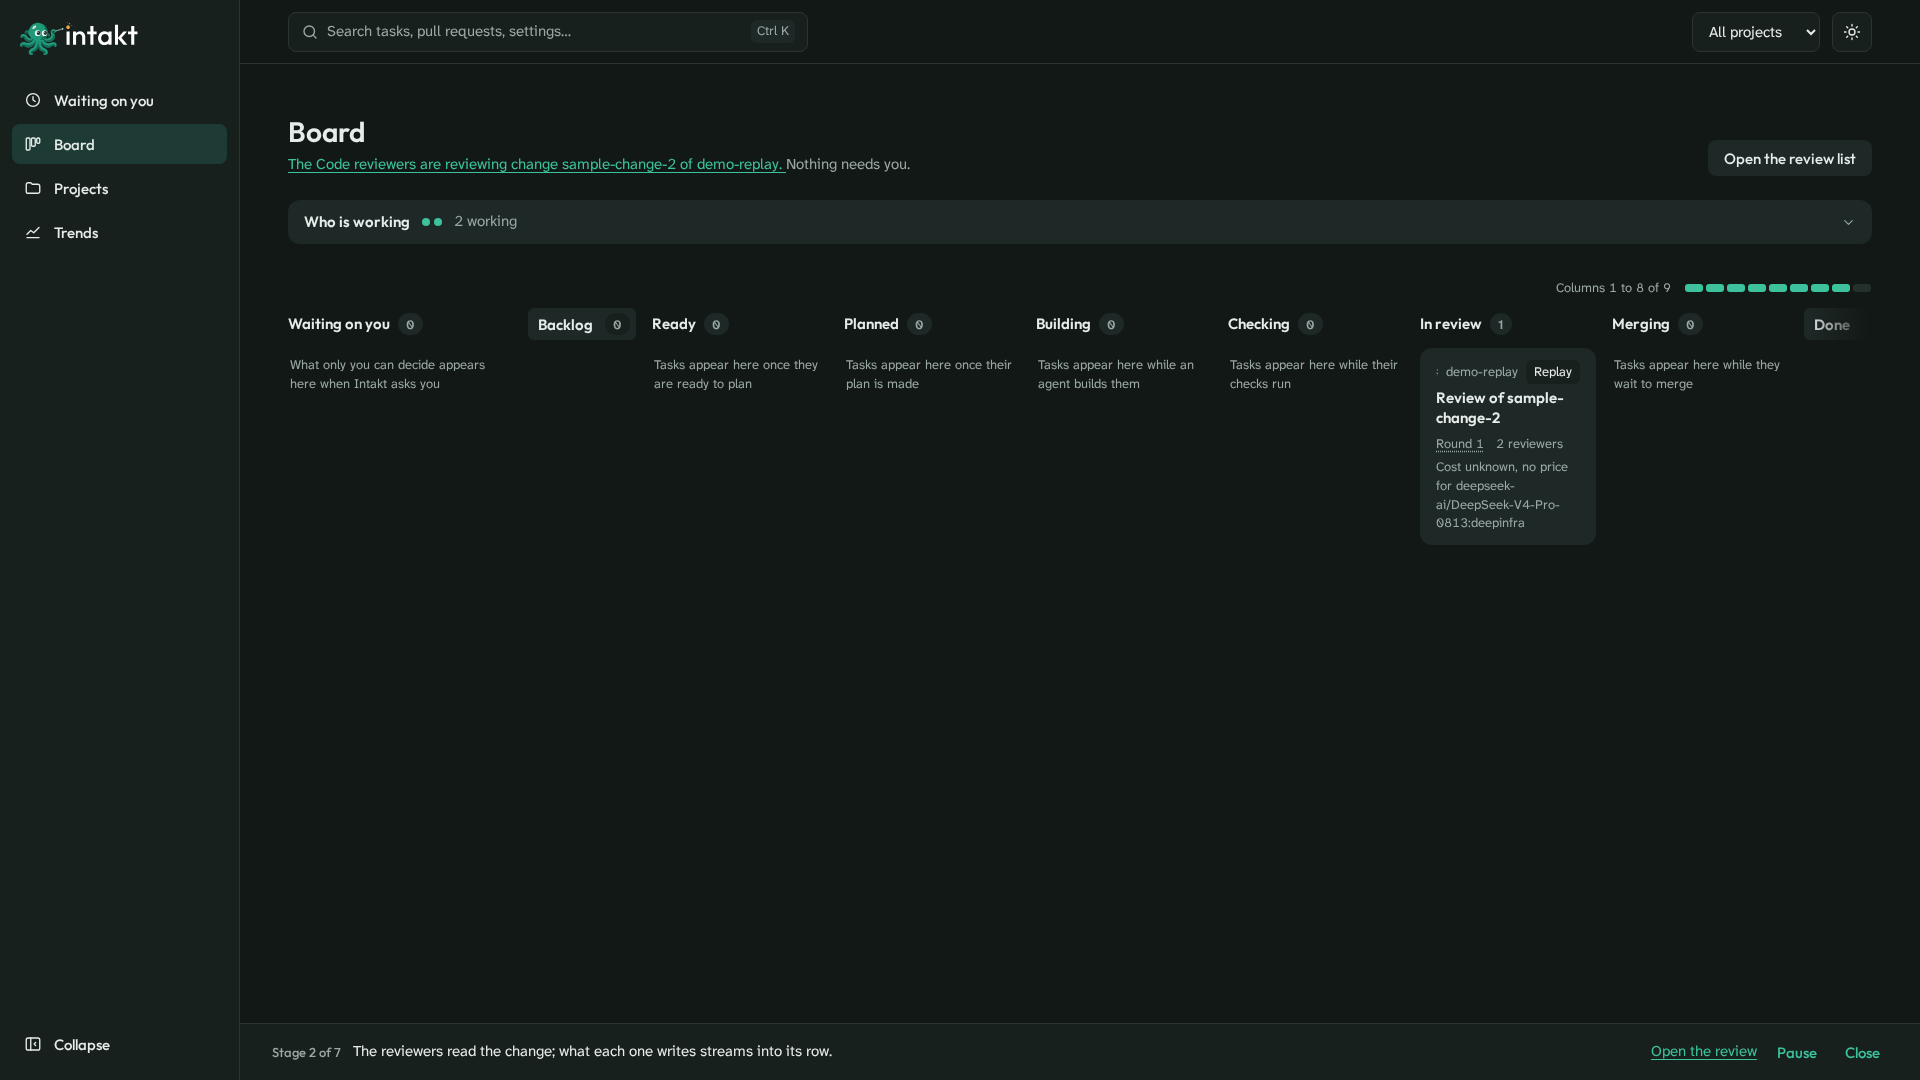 intakt
Search tasks, pull requests, settings...
Ctrl K
All projects
Waiting on you
Board
Projects
Trends
Board
The Code reviewers are reviewing change sample-change-2 of demo-replay. Nothing needs you.
Open the review list
Who is working
2 working
Columns 1 to 8 of 9
Waiting on you 0
What only you can decide appears
here when Intakt asks you
Backlog 0
Ready 0
Tasks appear here once they
are ready to plan
Planned 0
Tasks appear here once their
plan is made
Building 0
Tasks appear here while an
agent builds them
Checking 0
Tasks appear here while their
checks run
In review 1
demo-replay Replay
Review of sample-
change-2
Round 1 2 reviewers
Cost unknown, no price
for deepseek-
ai/DeepSeek-V4-Pro-
0813:deepinfra
Merging 0
Tasks appear here while they
wait to merge
Done
Collapse
Stage 2 of 7 The reviewers read the change; what each one writes streams into its row.
Open the review
Pause
Close